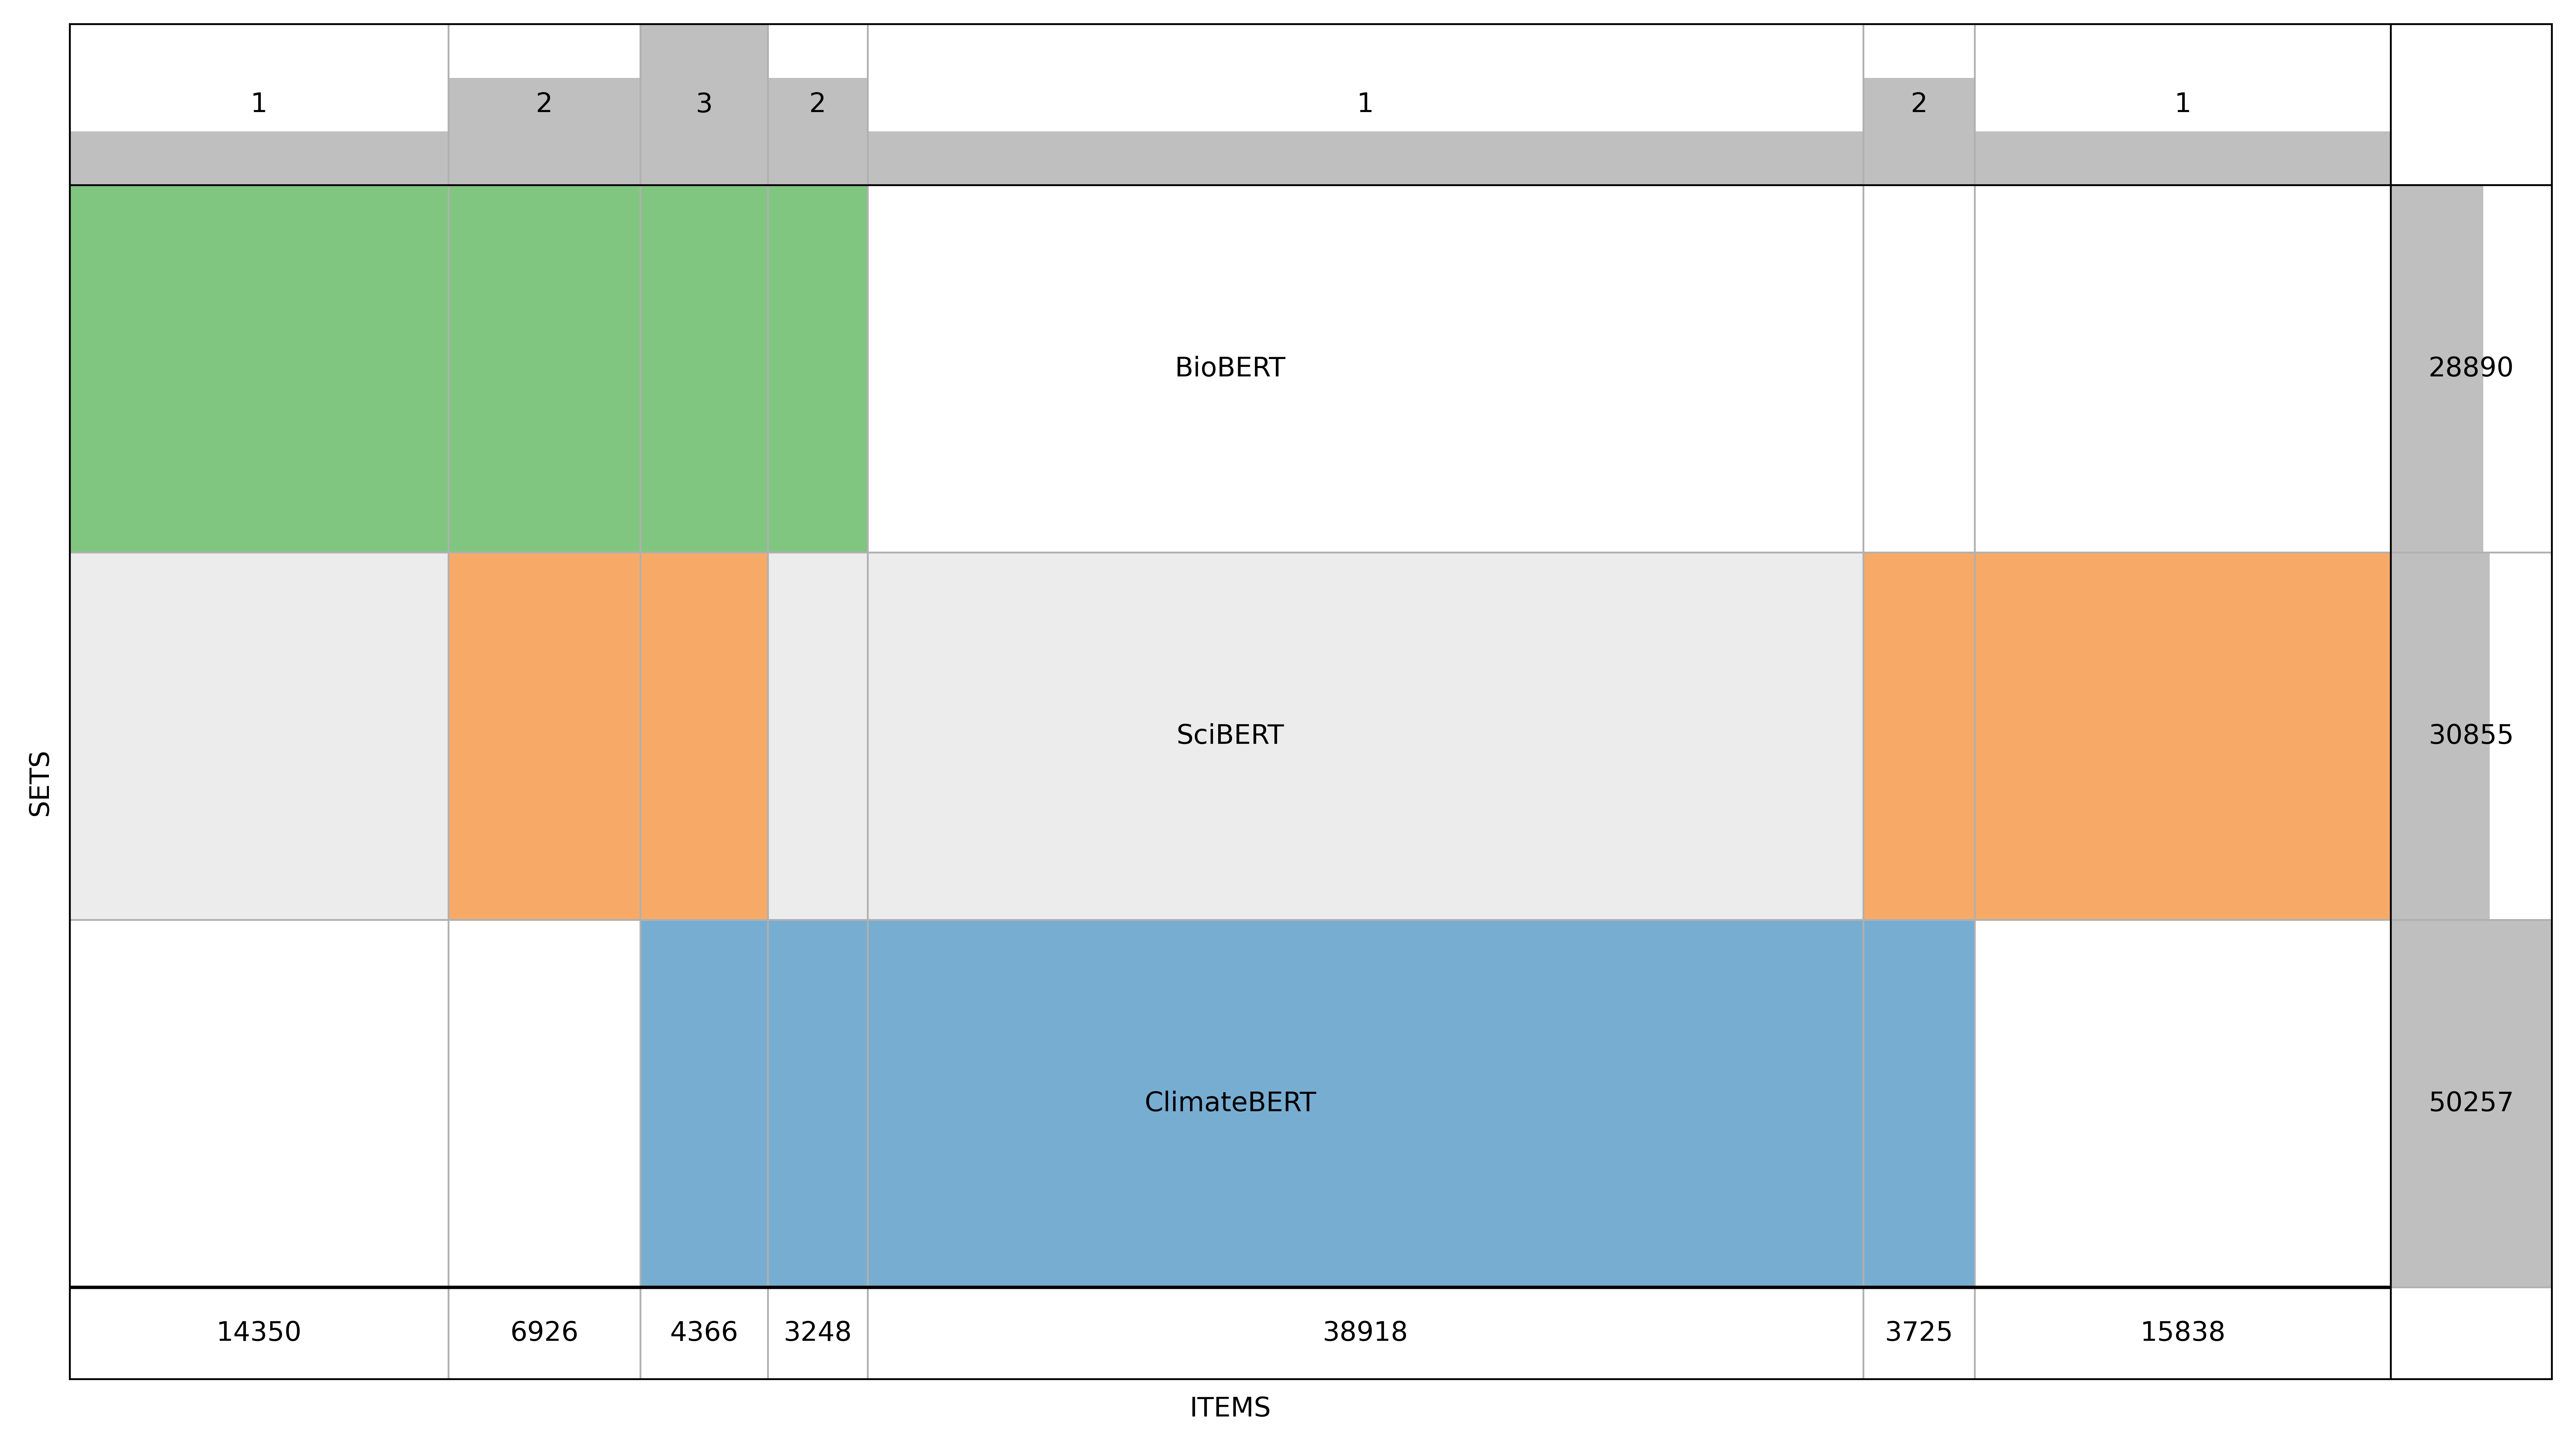 1 2 3 2 1 2 1
BioBERT 28890
SciBERT 30855
SETS
ClimateBERT 50257
14350 6926 4366 3248 38918 3725 15838
ITEMS